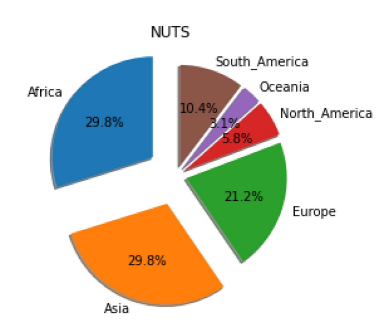 NUTS
South_America
Oceania
North_America
Africa
29.8%
10.4%
3.1%
5.8%
21.2%
Europe
29.8%
Asia